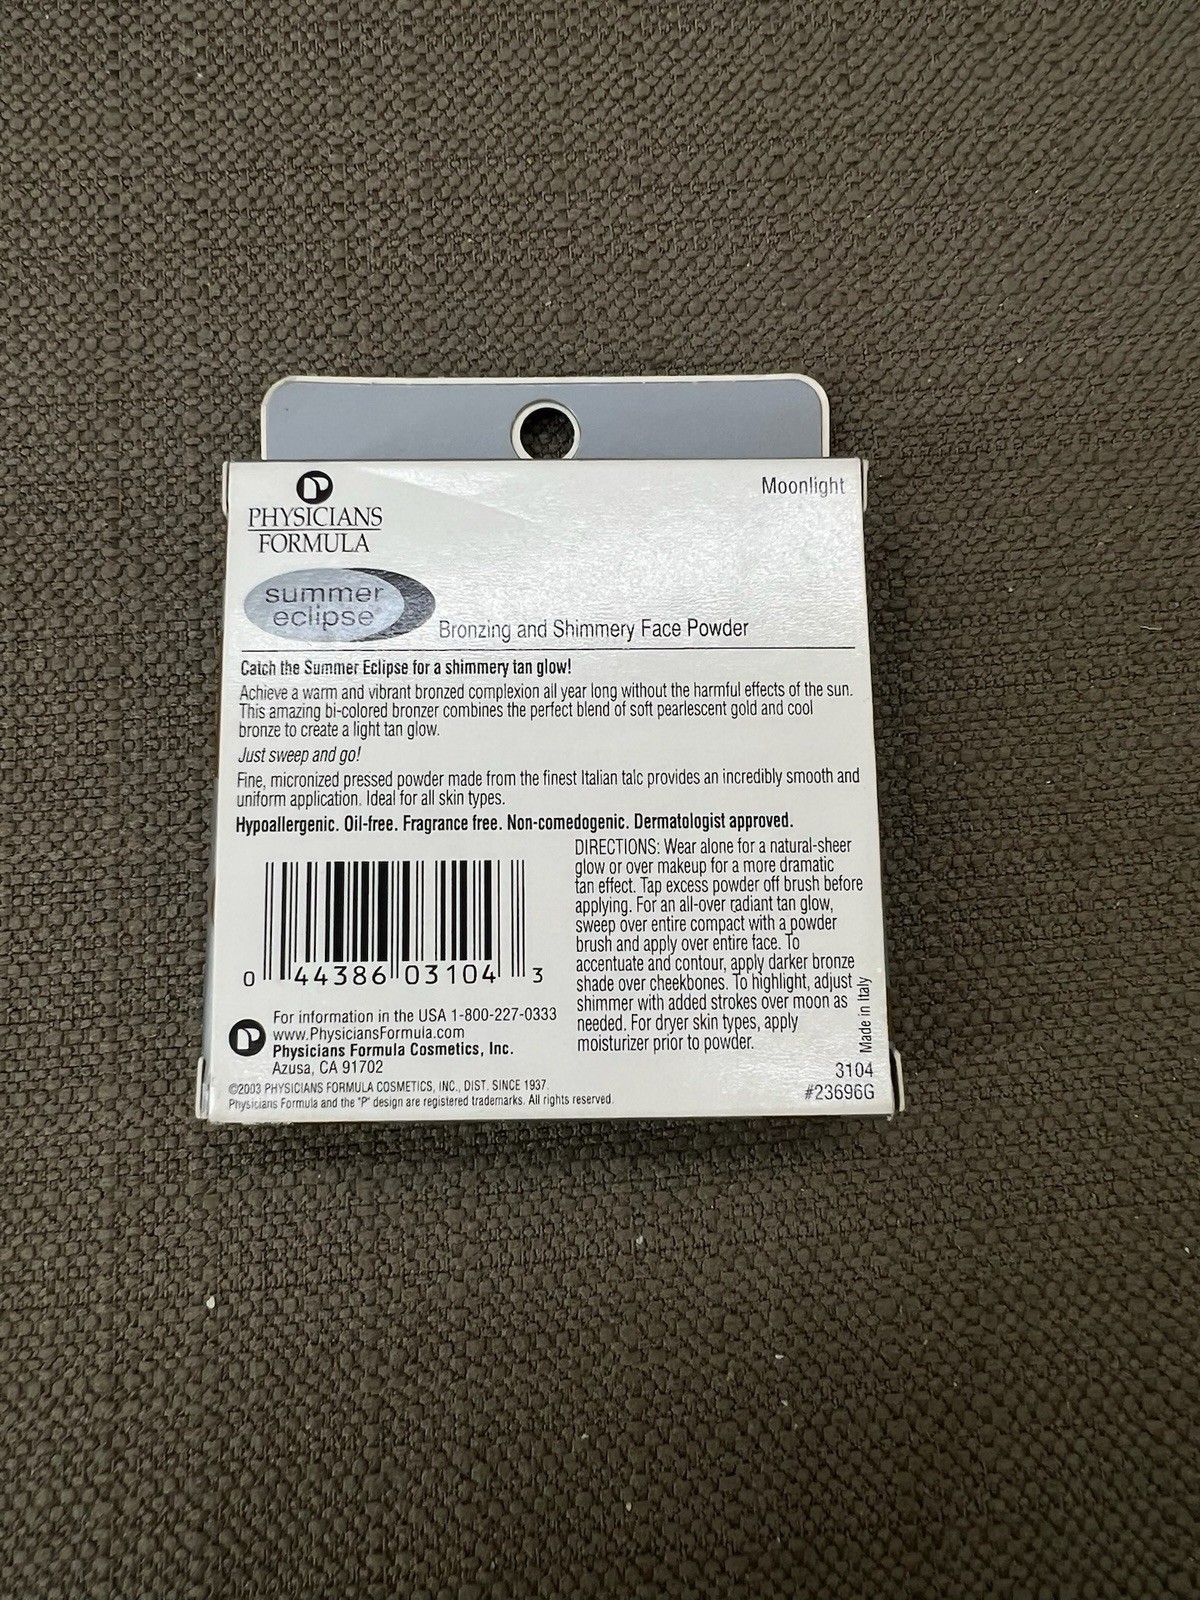 Moonlight
PHYSICIANS
FORMULA
summer
eclipse
Bronzing and Shimmery Face Powder
Catch the Summer Eclipse for a shimmery tan glow!
Achieve a warm and vibrant bronzed complexion all year long without the harmful effects of the sun.
This amazing bi-colored bronzer combines the perfect blend of soft pearlescent gold and cool
bronze to create a light tan glow.
Just sweep and go!
Fine, micronized pressed powder made from the finest Italian talc provides an incredibly smooth and
uniform application. Ideal for all skin types.
Hypoallergenic. Oil-free. Fragrance free. Non-comedogenic. Dermatologist approved.
DIRECTIONS: Wear alone for a natural-sheer
glow or over makeup for a more dramatic
tan effect. Tap excess powder off brush before
applying. For an all-over radiant tan glow,
sweep over entire compact with a powder
brush and apply over entire face. To
accentuate and contour, apply darker bronze
shade over cheekbones. To highlight, adjust
shimmer with added strokes over moon as
needed. For dryer skin types, apply
moisturizer prior to powder.
0 44386 03104 3
For information in the USA 1-800-227-0333
www.PhysiciansFormula.com
Physicians Formula Cosmetics, Inc.
Azusa, CA 91702
©2003 PHYSICIANS FORMULA COSMETICS, INC., DIST. SINCE 1937.
Physicians Formula and the "P" design are registered trademarks. All rights reserved.
Made in Italy
3104
#23696G